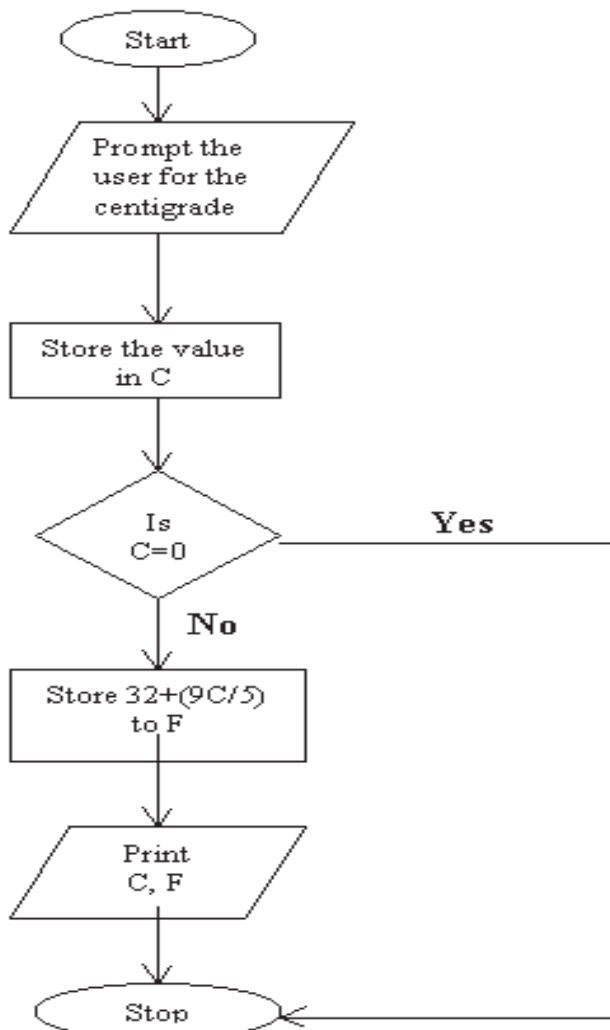 Start
Prompt the
user for the
centigrade
Store the value
in C
Is
C=0
Yes
No
Store 32+(9C/5)
to F
Print
C, F
Stop